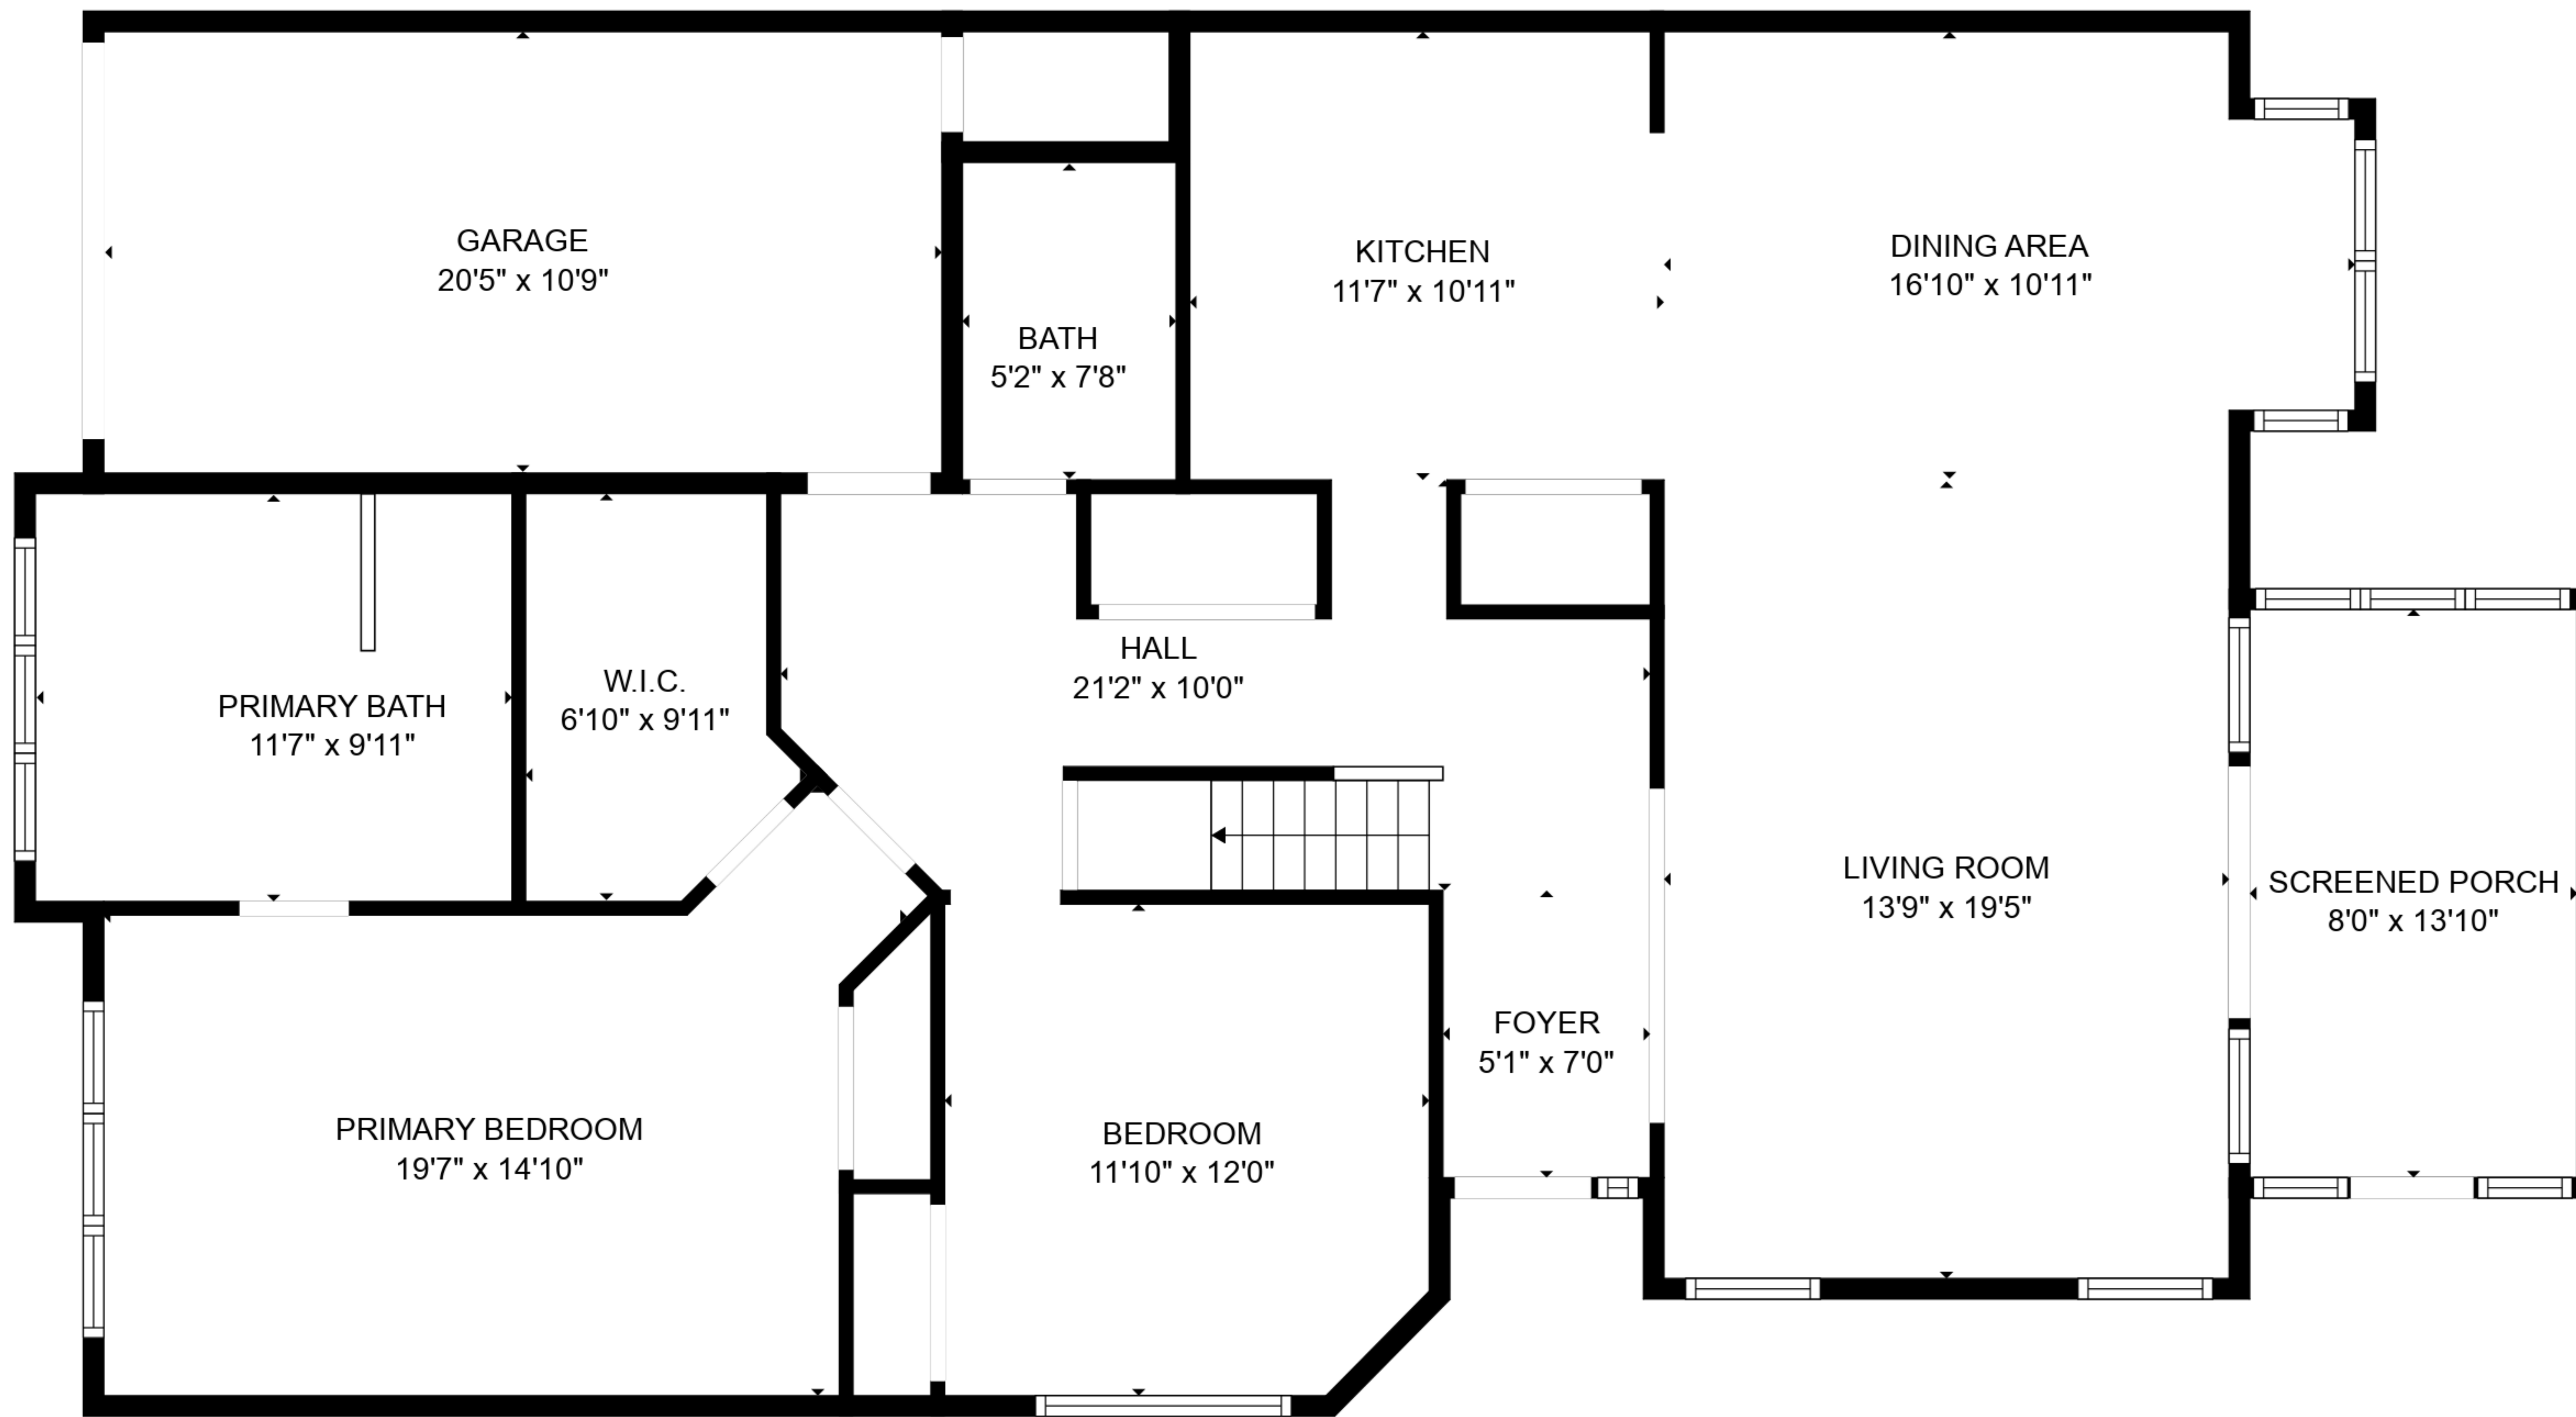 GARAGE
20'5" x 10'9"
KITCHEN
11'7" x 10'11"
DINING AREA
16'10" x 10'11"
BATH
5'2" x 7'8"
HALL
21'2" x 10'0"
W.I.C.
6'10" x 9'11"
PRIMARY BATH
11'7" x 9'11"
LIVING ROOM
13'9" x 19'5"
SCREENED PORCH
8'0" x 13'10"
FOYER
5'1" x 7'0"
PRIMARY BEDROOM
19'7" x 14'10"
BEDROOM
11'10" x 12'0"